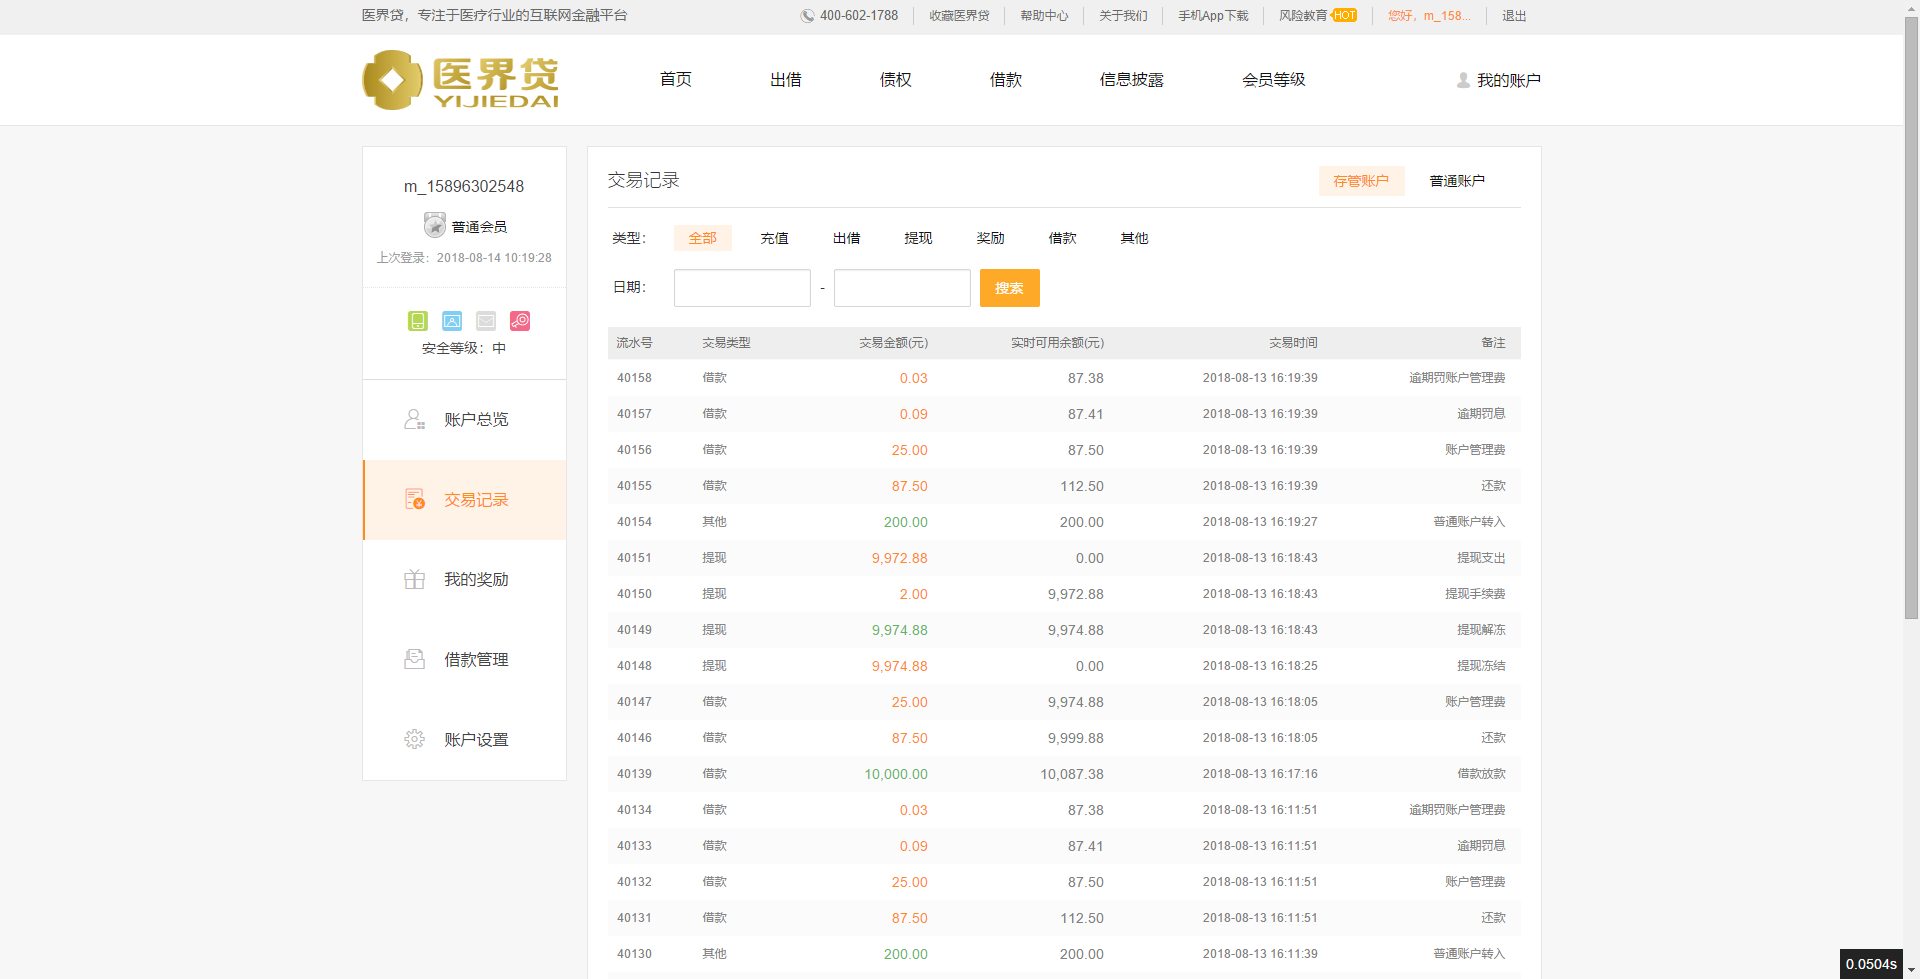 医界贷，专注于医疗行业的互联网金融平台 400-602-1788 收藏医界贷 帮助中心 关于我们 手机App下载 风险教育 HOT 您好，m_158... 退出
医界贷
YIJIEDAI
首页 出借 债权 借款 信息披露 会员等级 我的账户
m_15896302548
普通会员
上次登录：2018-08-14 10:19:28
安全等级：中
账户总览
交易记录
我的奖励
借款管理
账户设置
交易记录 存管账户 普通账户
类型： 全部 充值 出借 提现 奖励 借款 其他
日期： - 搜索
流水号 交易类型 交易金额(元) 实时可用余额(元) 交易时间 备注
40158 借款 0.03 87.38 2018-08-13 16:19:39 逾期罚账户管理费
40157 借款 0.09 87.41 2018-08-13 16:19:39 逾期罚息
40156 借款 25.00 87.50 2018-08-13 16:19:39 账户管理费
40155 借款 87.50 112.50 2018-08-13 16:19:39 还款
40154 其他 200.00 200.00 2018-08-13 16:19:27 普通账户转入
40151 提现 9,972.88 0.00 2018-08-13 16:18:43 提现支出
40150 提现 2.00 9,972.88 2018-08-13 16:18:43 提现手续费
40149 提现 9,974.88 9,974.88 2018-08-13 16:18:43 提现解冻
40148 提现 9,974.88 0.00 2018-08-13 16:18:25 提现冻结
40147 借款 25.00 9,974.88 2018-08-13 16:18:05 账户管理费
40146 借款 87.50 9,999.88 2018-08-13 16:18:05 还款
40139 借款 10,000.00 10,087.38 2018-08-13 16:17:16 借款放款
40134 借款 0.03 87.38 2018-08-13 16:11:51 逾期罚账户管理费
40133 借款 0.09 87.41 2018-08-13 16:11:51 逾期罚息
40132 借款 25.00 87.50 2018-08-13 16:11:51 账户管理费
40131 借款 87.50 112.50 2018-08-13 16:11:51 还款
40130 其他 200.00 200.00 2018-08-13 16:11:39 普通账户转入
0.0504s